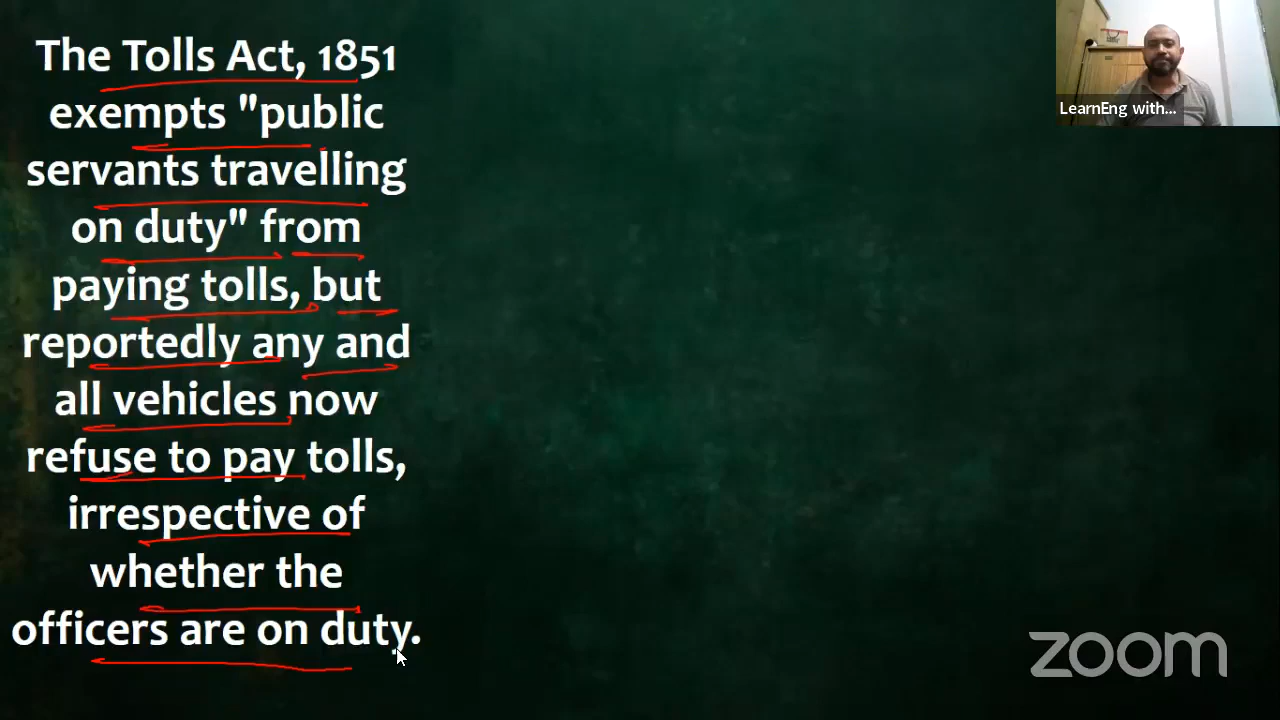 The Tolls Act, 1851
exempts "public
servants travelling
on duty" from
paying tolls, but
reportedly any and
all vehicles now
refuse to pay tolls,
irrespective of
whether the
officers are on duty.
LearnEng with...
zoom